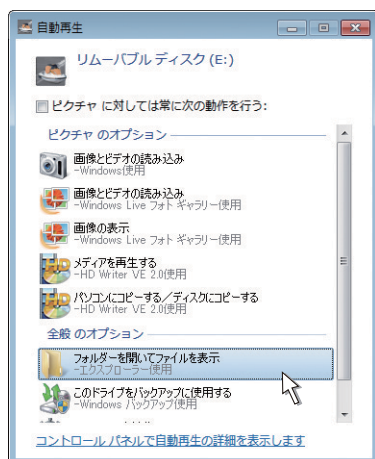 自動再生
リムーバブル ディスク (E:)
ピクチャ に対しては常に次の動作を行う:
ピクチャ のオプション
画像とビデオの読み込み
-Windows使用
画像とビデオの読み込み
-Windows Live フォト ギャラリー使用
画像の表示
-Windows Live フォト ギャラリー使用
メディアを再生する
-HD Writer VE 2.0使用
パソコンにコピーする/ディスクにコピーする
-HD Writer VE 2.0使用
全般 のオプション
フォルダーを開いてファイルを表示
-エクスプローラー使用
このドライブをバックアップに使用する
-Windows バックアップ使用
コントロール パネルで自動再生の詳細を表示します